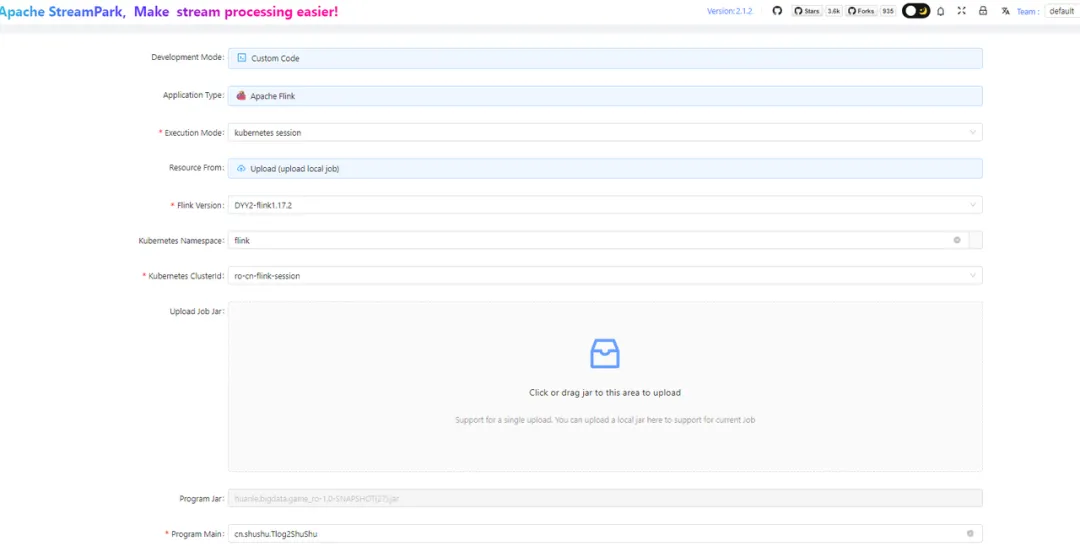 Apache StreamPark, Make stream processing easier!
Version: 2.1.2
Stars 3.6k Forks 935 Team : default
Development Mode: Custom Code
Application Type: Apache Flink
* Execution Mode: kubernetes session
Resource From: Upload (upload local job)
* Flink Version: DYY2-flink1.17.2
Kubernetes Namespace: flink
* Kubernetes ClusterId: ro-cn-flink-session
Upload Job Jar:
Click or drag jar to this area to upload
Support for a single upload. You can upload a local jar here to support for current Job
Program Jar:
* Program Main: cn.shushu.Tlog2ShuShu